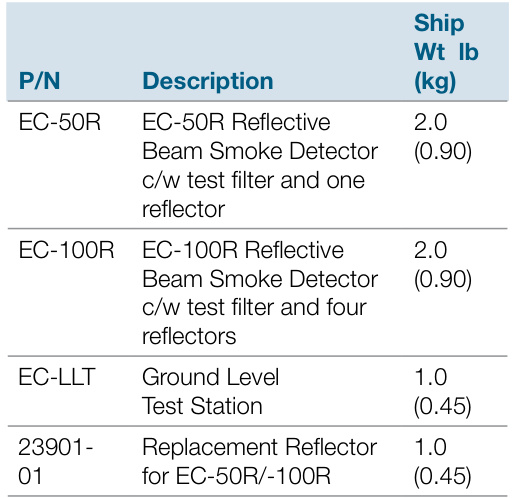 P/N Description Ship Wt lb (kg)
EC-50R EC-50R Reflective 2.0
Beam Smoke Detector (0.90)
c/w test filter and one
reflector
EC-100R EC-100R Reflective 2.0
Beam Smoke Detector (0.90)
c/w test filter and four
reflectors
EC-LLT Ground Level 1.0
Test Station (0.45)
23901- Replacement Reflector 1.0
01 for EC-50R/-100R (0.45)